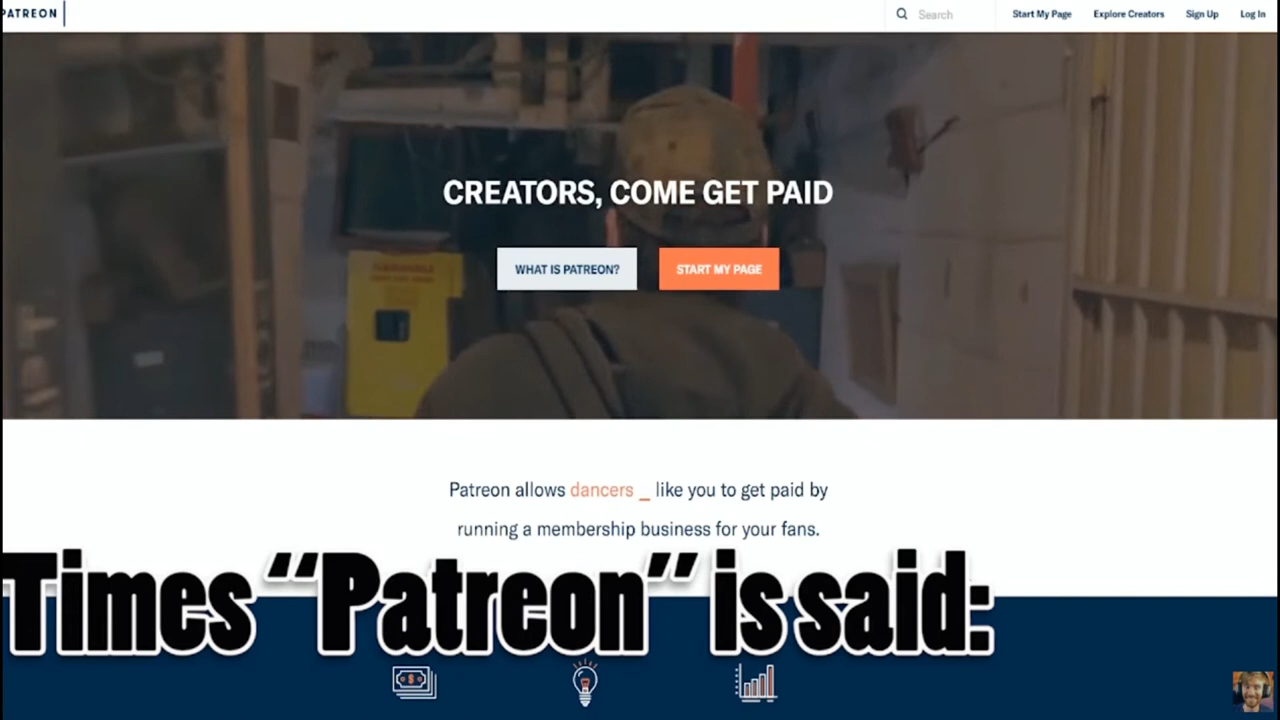 PATREON
Search
Start My Page
Explore Creators
Sign Up
Log In
CREATORS, COME GET PAID
WHAT IS PATREON?
START MY PAGE
Patreon allows dancers _ like you to get paid by
running a membership business for your fans.
Times “Patreon” is said: